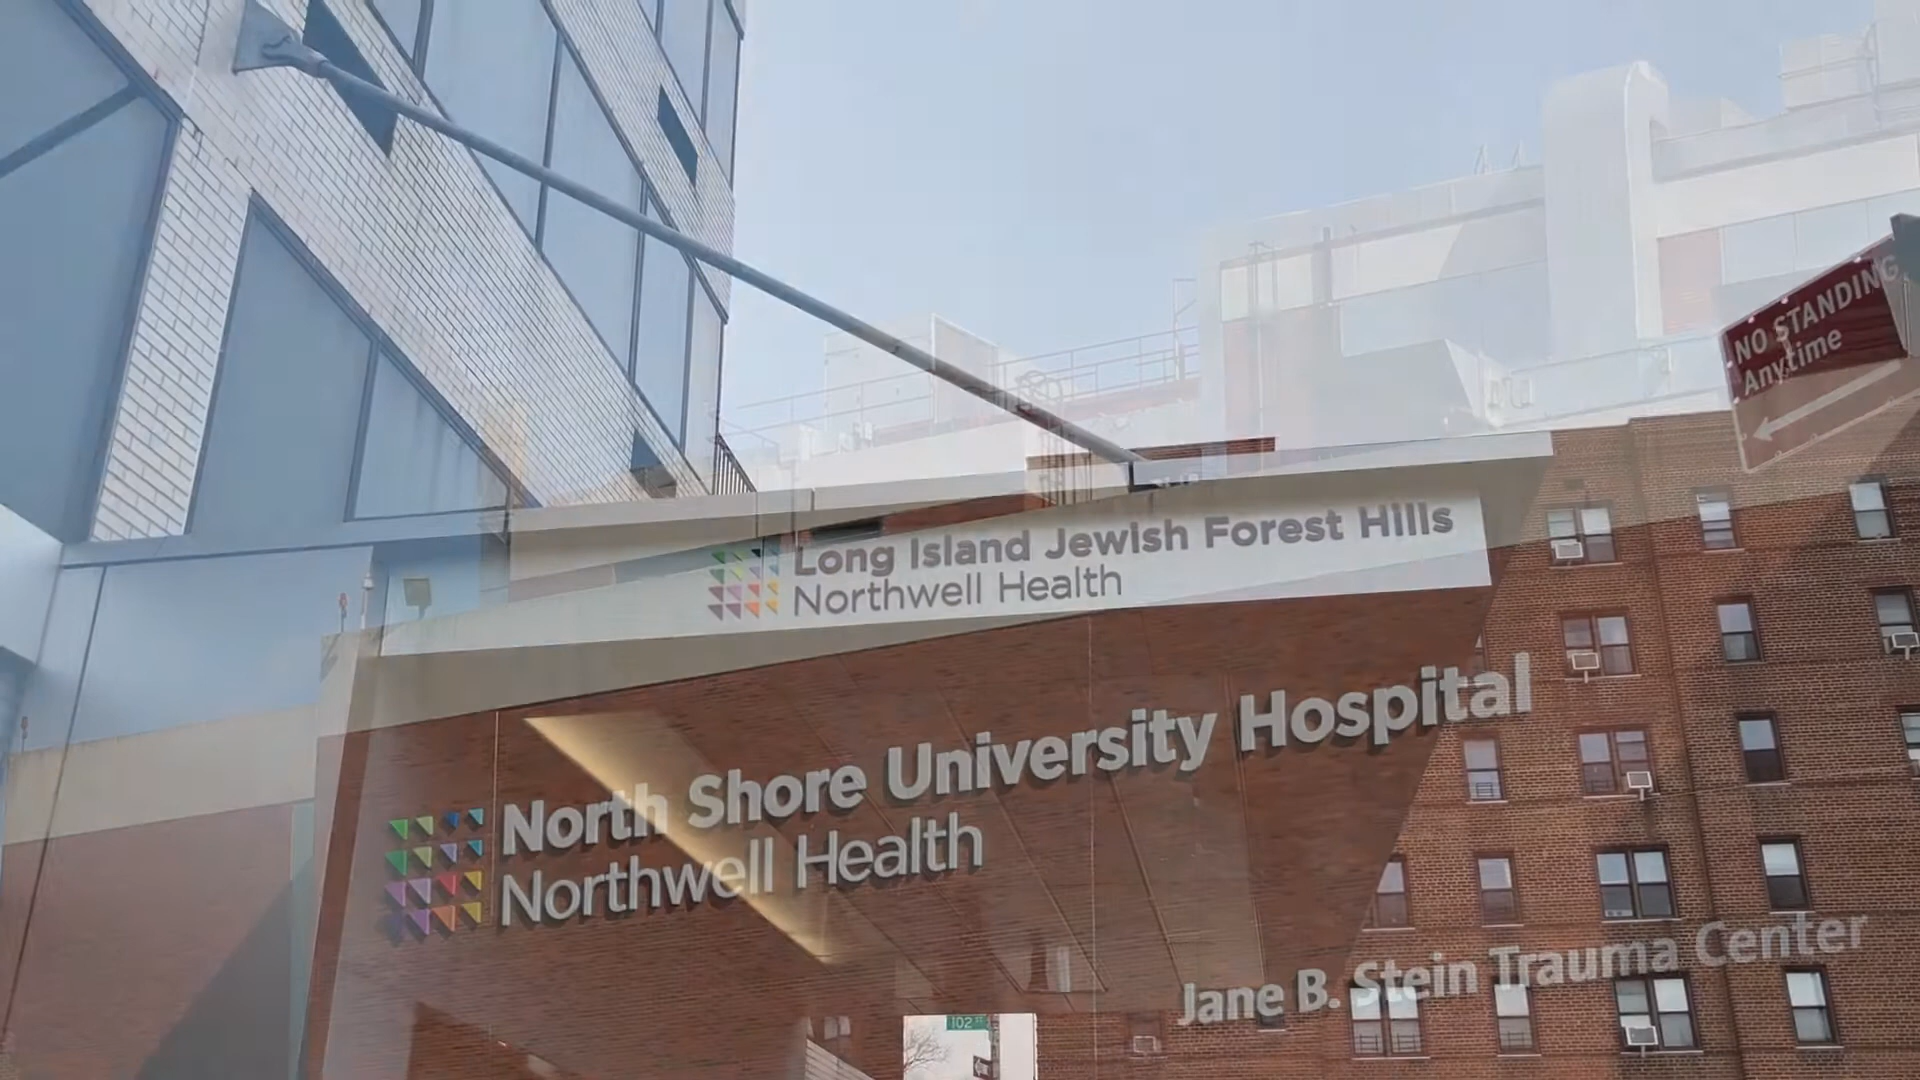 NO STANDING
Anytime
Long Island Jewish Forest Hills
Northwell Health
North Shore University Hospital
Northwell Health
Jane B. Stein Trauma Center
102